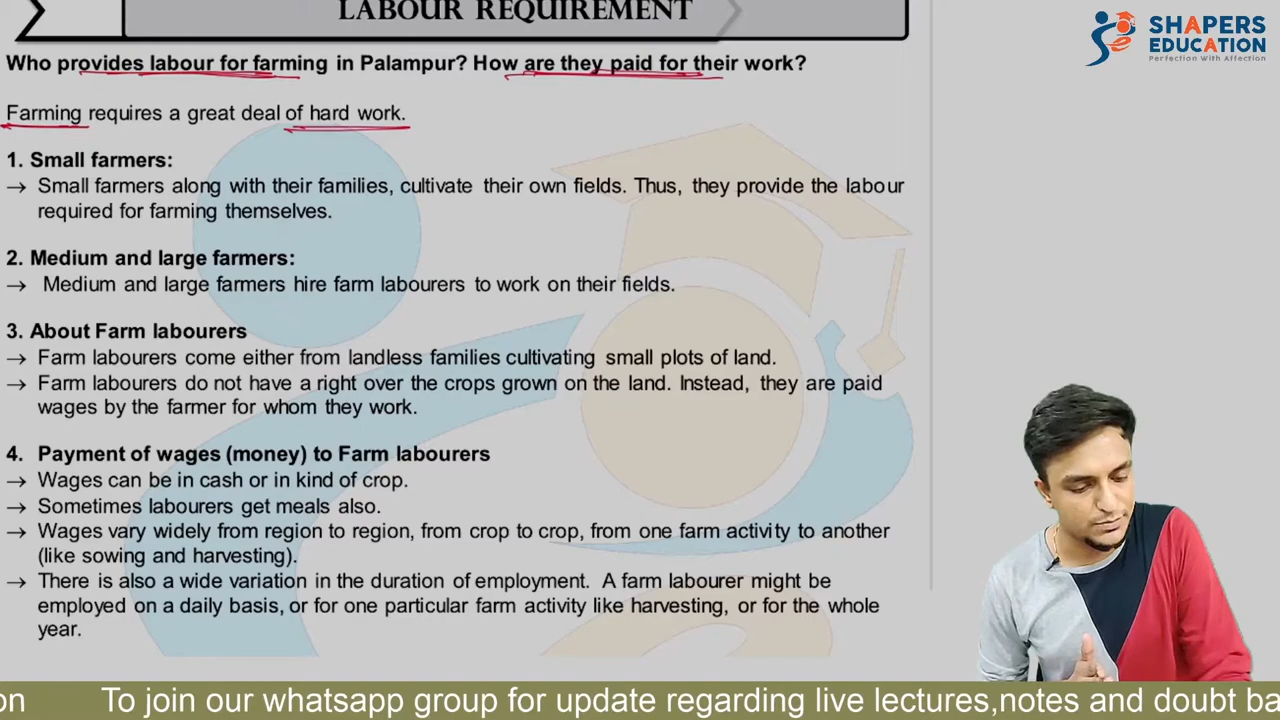 LABOUR REQUIREMENT
SHAPERS
EDUCATION
Perfection With Affection
Who provides labour for farming in Palampur? How are they paid for their work?
Farming requires a great deal of hard work.
1. Small farmers:
→ Small farmers along with their families, cultivate their own fields. Thus, they provide the labour
required for farming themselves.
2. Medium and large farmers:
→ Medium and large farmers hire farm labourers to work on their fields.
3. About Farm labourers
→ Farm labourers come either from landless families cultivating small plots of land.
→ Farm labourers do not have a right over the crops grown on the land. Instead, they are paid
wages by the farmer for whom they work.
4. Payment of wages (money) to Farm labourers
→ Wages can be in cash or in kind of crop.
→ Sometimes labourers get meals also.
→ Wages vary widely from region to region, from crop to crop, from one farm activity to another
(like sowing and harvesting).
→ There is also a wide variation in the duration of employment. A farm labourer might be
employed on a daily basis, or for one particular farm activity like harvesting, or for the whole
year.
on To join our whatsapp group for update regarding live lectures,notes and doubt ba